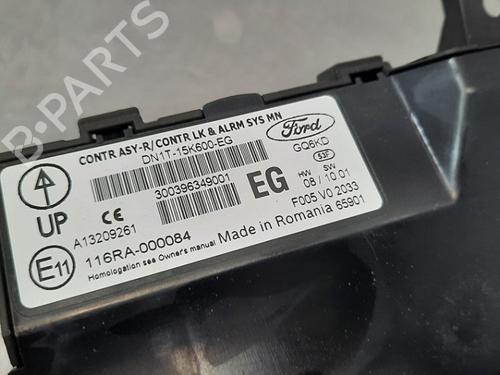 B-PARTS
CONTR ASY-R/CONTR LK & ALRM SYS MN
DN1T-15K600-EG
Ford
GQ6KD
53F
300396349001
EG
HW SW
08 / 10.01
UP
CE
A13209261
F005 V0 2033
E11
116RA-000084
Made in Romania 65901
Homologation see Owner's manual